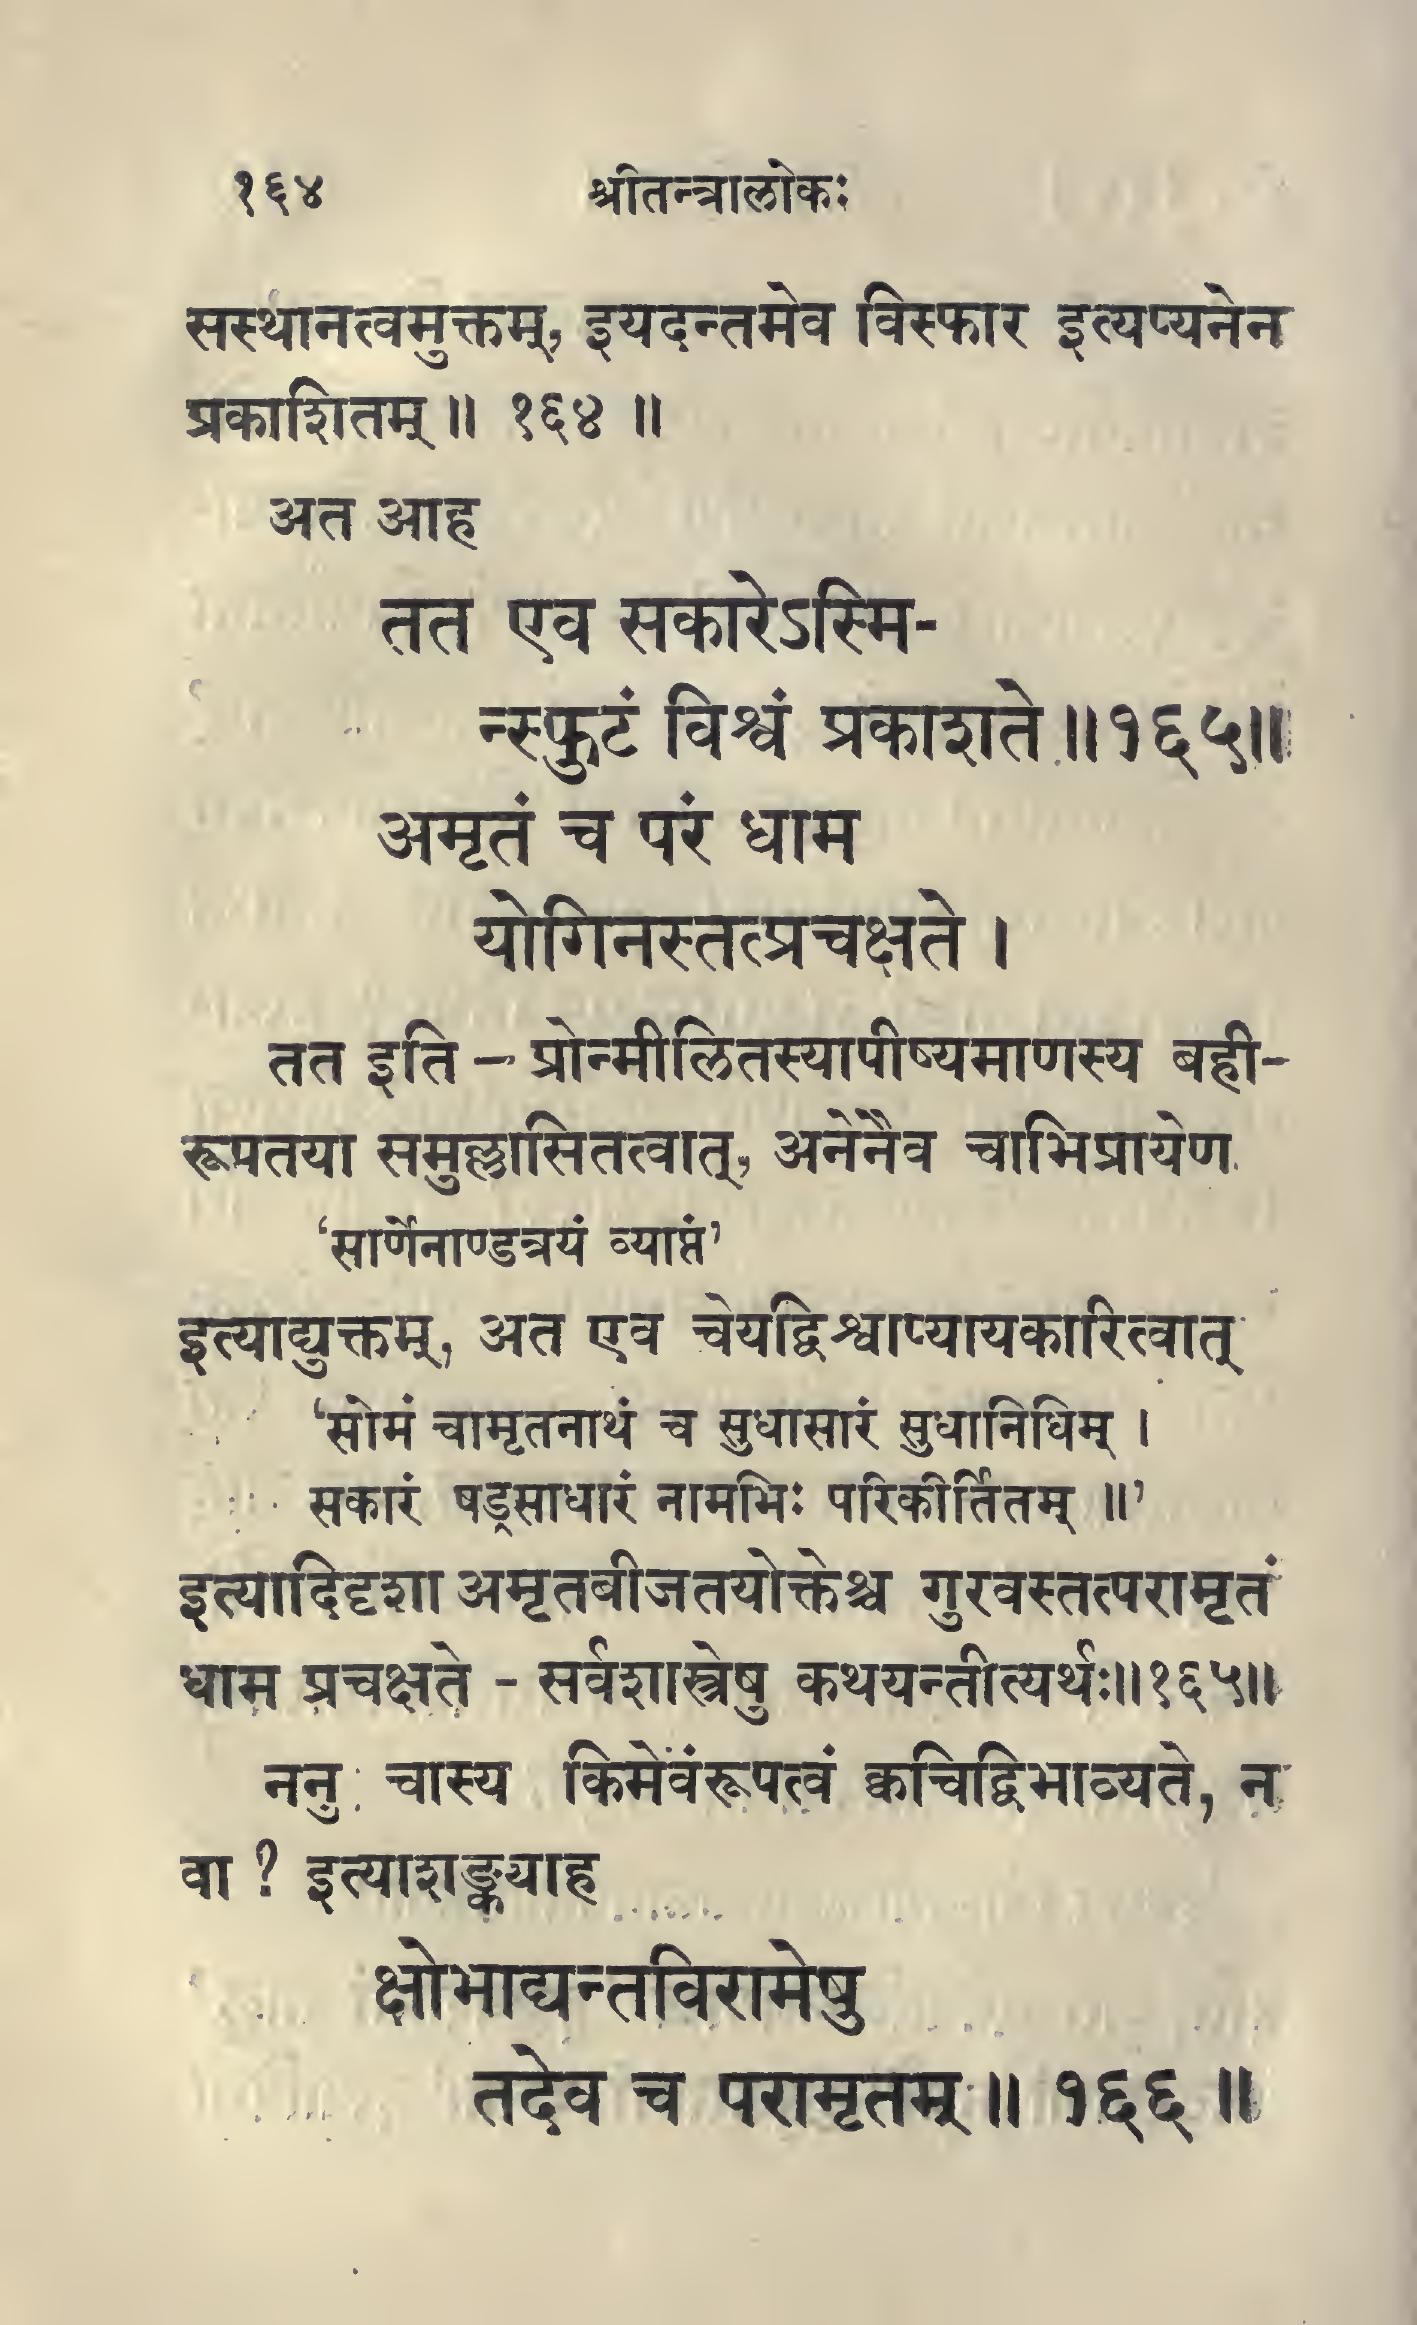 १६४ श्रीतन्त्रालोकः
सस्थानत्वमुक्तम्, इयदन्तमेव विस्फार इत्यप्यनेन
प्रकाशितम् ॥ १६४ ॥
अत आह
तत एव सकारेऽस्मि-
न्स्फुटं विश्वं प्रकाशते ॥१६५॥
अमृतं च परं धाम
योगिनस्तत्प्रचक्षते ।
तत इति - प्रोन्मीलितस्यापीष्यमाणस्य बही-
रूपतया समुल्लासितत्वात्, अनेनैव चाभिप्रायेण
‘सार्णेनाण्डत्रयं व्याप्तं’
इत्याद्युक्तम्, अत एव चेयद्विश्वाप्यायकारित्वात्
‘सोमं चामृतनाथं च सुधासारं सुधानिधिम् ।
सकारं षड्रसाधारं नामभिः परिकीर्तितम् ॥’
इत्यादिदृशा अमृतबीजतयोक्तेश्च गुरवस्तत्परामृतं
धाम प्रचक्षते - सर्वशास्त्रेषु कथयन्तीत्यर्थः॥१६५॥
ननु चास्य किमेवंरूपत्वं क्वचिद्विभाव्यते, न
वा ? इत्याशङ्कयाह
क्षोभाद्यन्तविरामेषु
तदेव च परामृतम् ॥ १६६ ॥